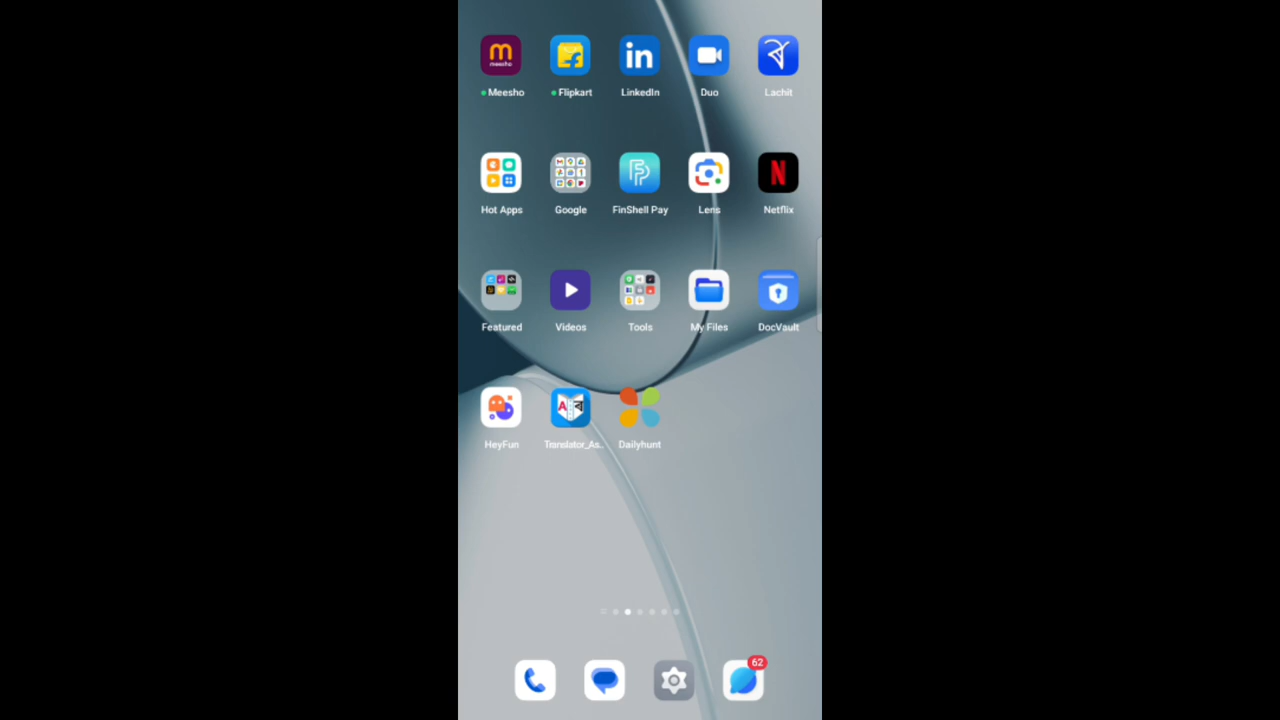 meesho
Meesho Flipkart LinkedIn Duo Lachit
Hot Apps Google FinShell Pay Lens Netflix
Featured Videos Tools My Files DocVault
HeyFun Translator_As.. Dailyhunt
62